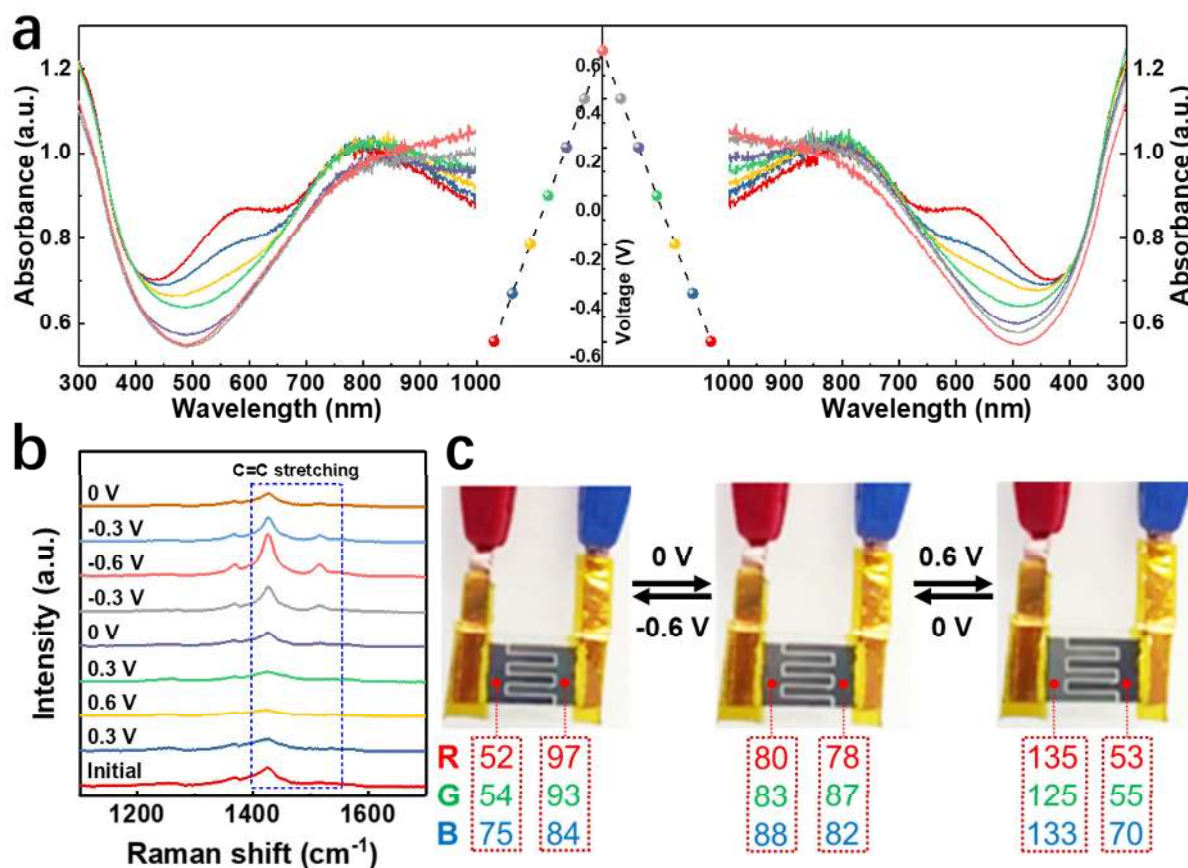 a
1.2
1.0
0.8
0.6
Absorbance (a.u.)
300 400 500 600 700 800 900 1000
Wavelength (nm)
0.6
0.4
0.2
0.0
-0.2
-0.4
-0.6
Voltage (V)
1000 900 800 700 600 500 400 300
Wavelength (nm)
1.2
1.0
0.8
0.6
Absorbance (a.u.)
b
C=C stretching
0 V
-0.3 V
-0.6 V
-0.3 V
0 V
0.3 V
0.6 V
0.3 V
Initial
Intensity (a.u.)
1200 1400 1600
Raman shift (cm⁻¹)
c
0 V
-0.6 V
0.6 V
0 V
R 52 97 80 78 135 53
G 54 93 83 87 125 55
B 75 84 88 82 133 70